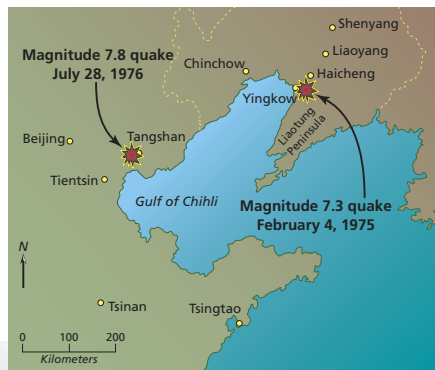 Shenyang
Liaoyang
Haicheng
Chinchow
Yingkow
Liaotung
Peninsula
Magnitude 7.8 quake
July 28, 1976
Beijing
Tangshan
Tientsin
Gulf of Chihli
Magnitude 7.3 quake
February 4, 1975
N
Tsinan
Tsingtao
0 100 200
Kilometers